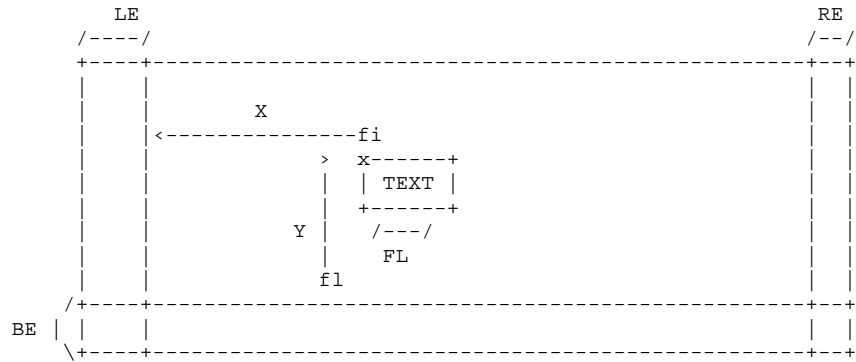 LE RE
/----/ /--/
+----+--------------------------------------------+--+
| | | |
| | X | |
| |<---------------fi | |
| | > x------+ | |
| | | | TEXT | | |
| | | +------+ | |
| | Y | /---/ | |
| | | FL | |
| | fl | |
/+----+--------------------------------------------+--+
BE | | | | |
\+----+--------------------------------------------+--+